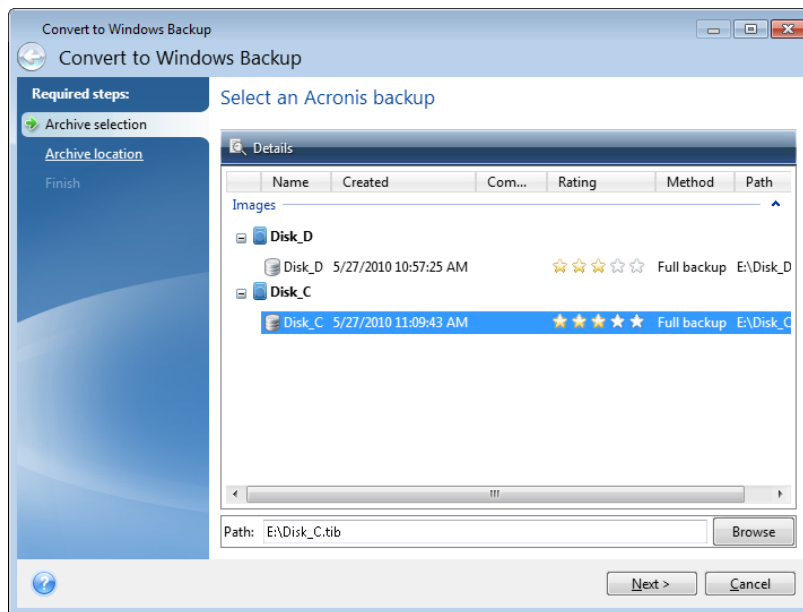 Convert to Windows Backup
Convert to Windows Backup
Required steps:
Archive selection
Archive location
Finish
Select an Acronis backup
Details
Name Created Com... Rating Method Path
Images
Disk_D
Disk_D 5/27/2010 10:57:25 AM Full backup E:\Disk_D
Disk_C
Disk_C 5/27/2010 11:09:43 AM Full backup E:\Disk_C
Path: E:\Disk_C.tib Browse
Next > Cancel